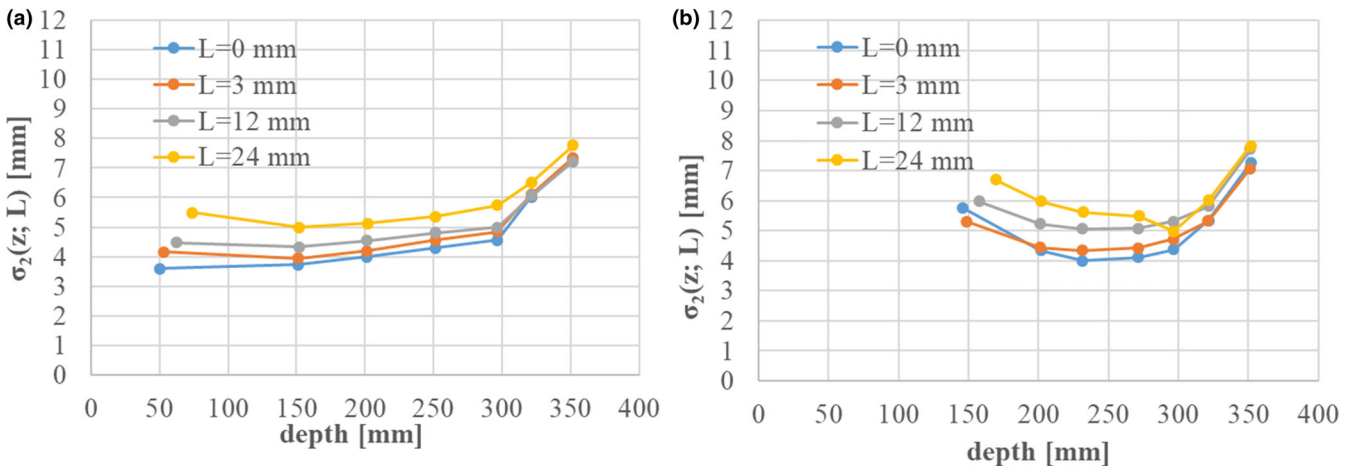 (a)
12
11
10
9
8
7
6
5
4
3
2
1
0
σ₂(z; L) [mm]
L=0 mm
L=3 mm
L=12 mm
L=24 mm
0 50 100 150 200 250 300 350 400
depth [mm]
(b)
12
11
10
9
8
7
6
5
4
3
2
1
0
σ₂(z; L) [mm]
L=0 mm
L=3 mm
L=12 mm
L=24 mm
0 50 100 150 200 250 300 350 400
depth [mm]